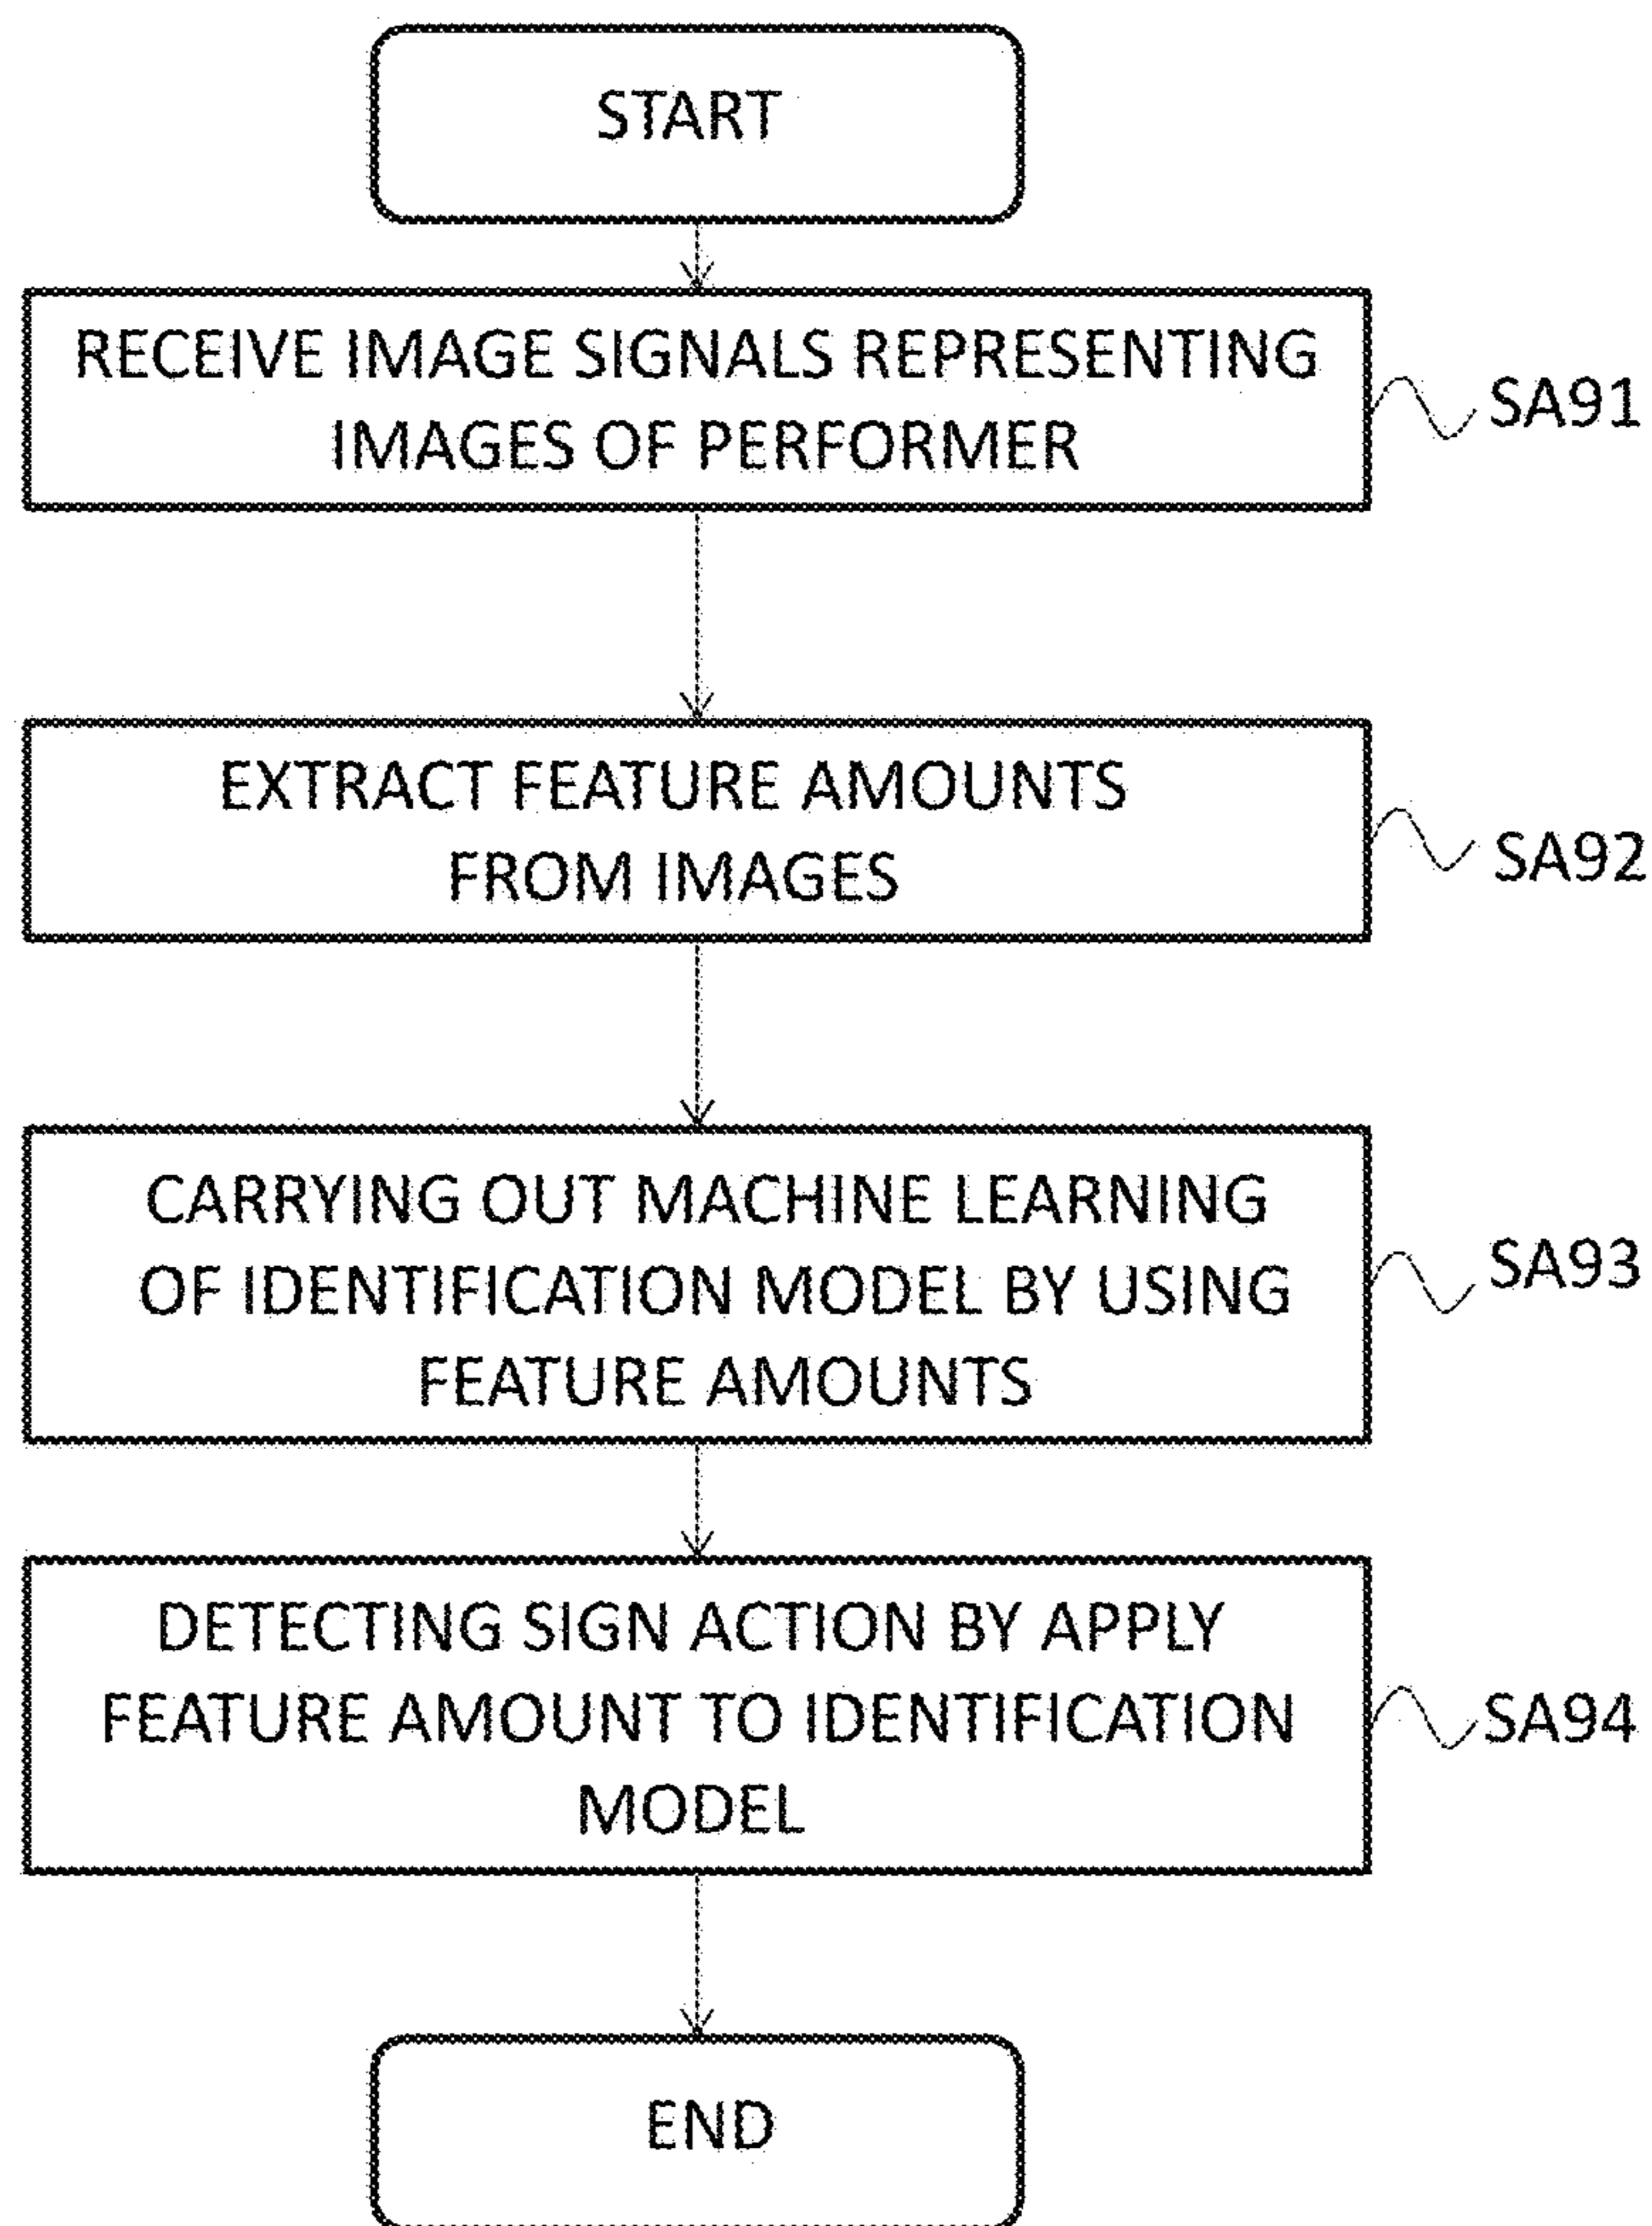 START
RECEIVE IMAGE SIGNALS REPRESENTING
IMAGES OF PERFORMER
SA91
EXTRACT FEATURE AMOUNTS
FROM IMAGES
SA92
CARRYING OUT MACHINE LEARNING
OF IDENTIFICATION MODEL BY USING
FEATURE AMOUNTS
SA93
DETECTING SIGN ACTION BY APPLY
FEATURE AMOUNT TO IDENTIFICATION
MODEL
SA94
END